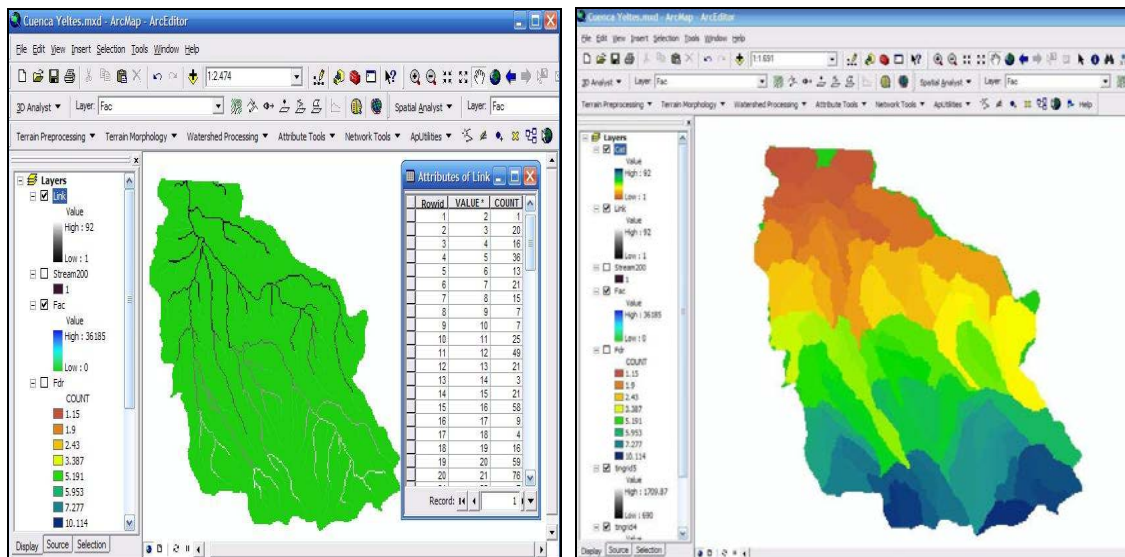 Cuenca Yeltes.mxd - ArcMap - ArcEditor
File Edit View Insert Selection Tools Window Help
1:2.474
3D Analyst Layer: Fac Spatial Analyst Layer: Fac
Terrain Preprocessing Terrain Morphology Watershed Processing Attribute Tools Network Tools ApUtilities
Layers
Link
Value
High : 92
Low : 1
Stream200
1
Fac
Value
High : 36185
Low : 0
Fdr
COUNT
1.15
1.9
2.43
3.387
5.191
5.953
7.277
10.114
Display Source Selection
Attributes of Link
Rowid VALUE * COUNT
1 2 1
2 3 20
3 4 16
4 5 36
5 6 13
6 7 21
7 8 15
8 9 7
9 10 7
10 11 25
11 12 49
12 13 21
13 14 3
14 15 21
15 16 58
16 17 9
17 18 4
18 19 16
19 20 59
20 21 76
Record: 1
Cuenca Yeltes.mxd - ArcMap - ArcEditor
File Edit View Insert Selection Tools Window Help
1:1.691
3D Analyst Layer: Fac Spatial Analyst Layer: Fac
Terrain Preprocessing Terrain Morphology Watershed Processing Attribute Tools Network Tools ApUtilities Help
Layers
Cat
Value
High : 92
Low : 1
Link
Value
High : 92
Low : 1
Stream200
1
Fac
Value
High : 36185
Low : 0
Fdr
COUNT
1.15
1.9
2.43
3.387
5.191
5.953
7.277
10.114
tingrid5
Value
High : 1709.87
Low : 690
tingrid4
Value
Display Source Selection